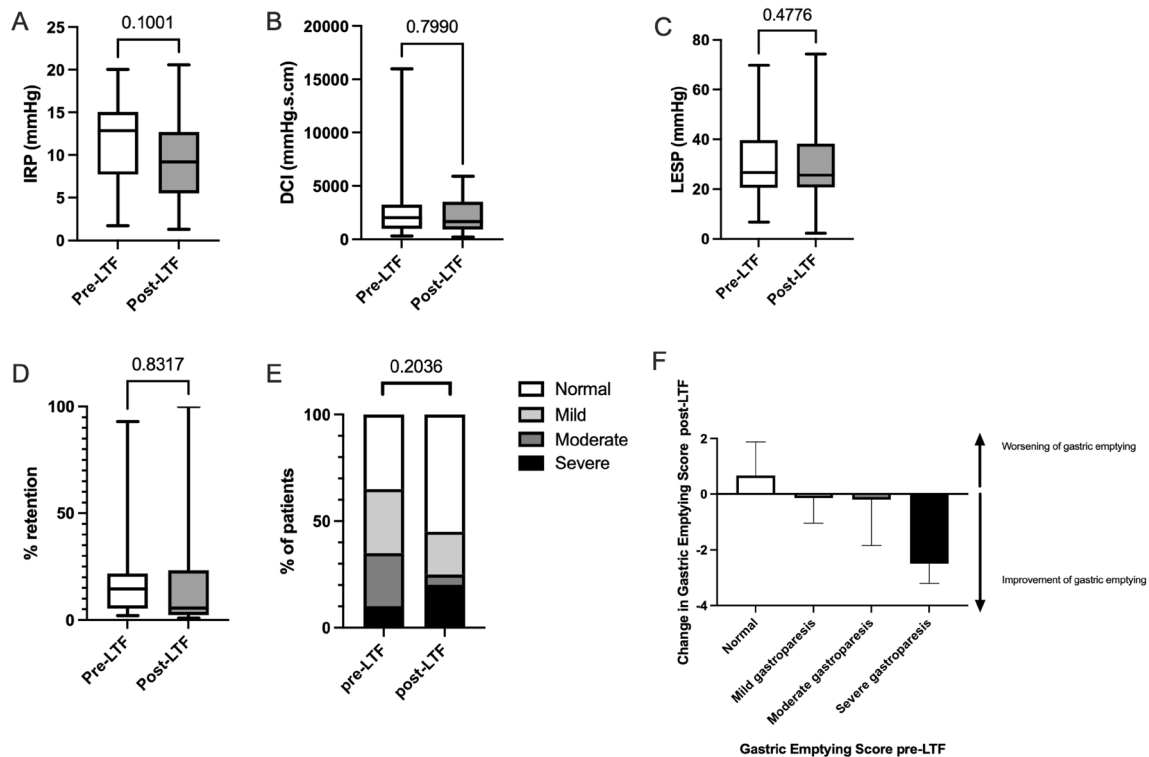 A
0.1001
IRP (mmHg)
25
20
15
10
5
0
Pre-LTF
Post-LTF
B
0.7990
DCI (mmHg.s.cm)
20000
15000
10000
5000
0
Pre-LTF
Post-LTF
C
0.4776
LESP (mmHg)
80
60
40
20
0
Pre-LTF
Post-LTF
D
0.8317
% retention
100
50
0
Pre-LTF
Post-LTF
E
0.2036
% of patients
100
50
0
pre-LTF
post-LTF
Normal
Mild
Moderate
Severe
F
Change in Gastric Emptying Score post-LTF
2
0
-2
-4
Normal
Mild gastroparesis
Moderate gastroparesis
Severe gastroparesis
Gastric Emptying Score pre-LTF
Worsening of gastric emptying
Improvement of gastric emptying